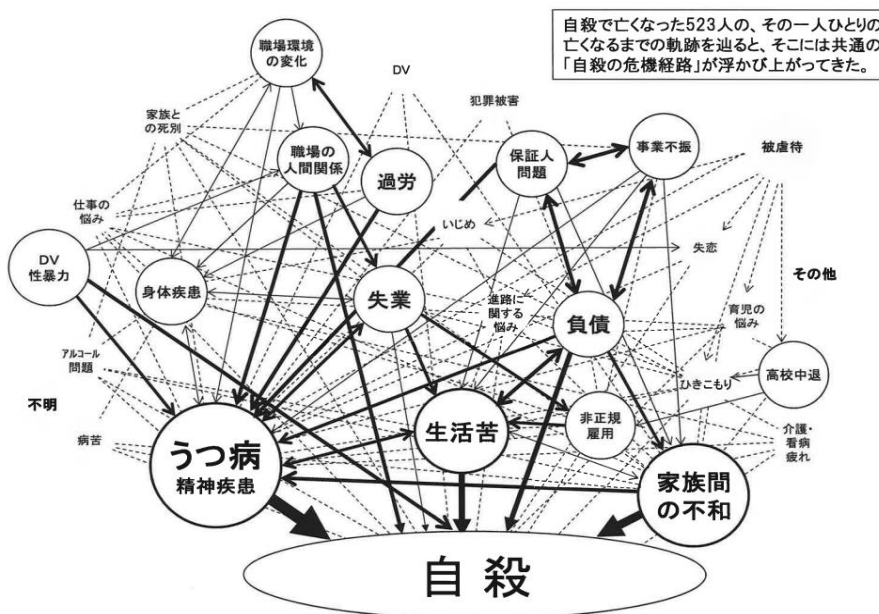 自殺で亡くなった523人の、その一人ひとりの
亡くなるまでの軌跡を辿ると、そこには共通の
「自殺の危機経路」が浮かび上がってきた。
職場環境
の変化
DV
犯罪被害
家族と
の死別
職場の
人間関係
過労
保証人
問題
事業不振
被虐待
仕事の
悩み
いじめ
失恋
DV
性暴力
その他
身体疾患
失業
進路に
関する
悩み
負債
育児の
悩み
アルコール
問題
ひきこもり
高校中退
不明
うつ病
精神疾患
生活苦
非正規
雇用
介護・
看病
疲れ
病苦
家族間
の不和
自殺